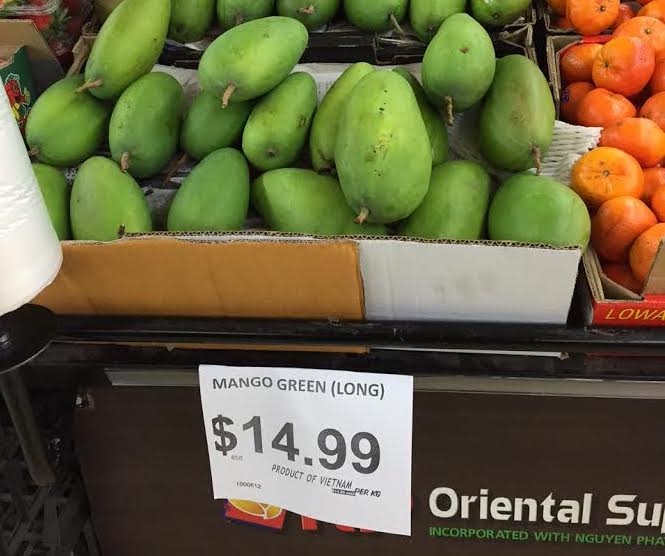 LOWA
MANGO GREEN (LONG)
$14.99
PRODUCT OF VIETNAM
PER KG
1000612
Oriental Su
INCORPORATED WITH NGUYEN PHA